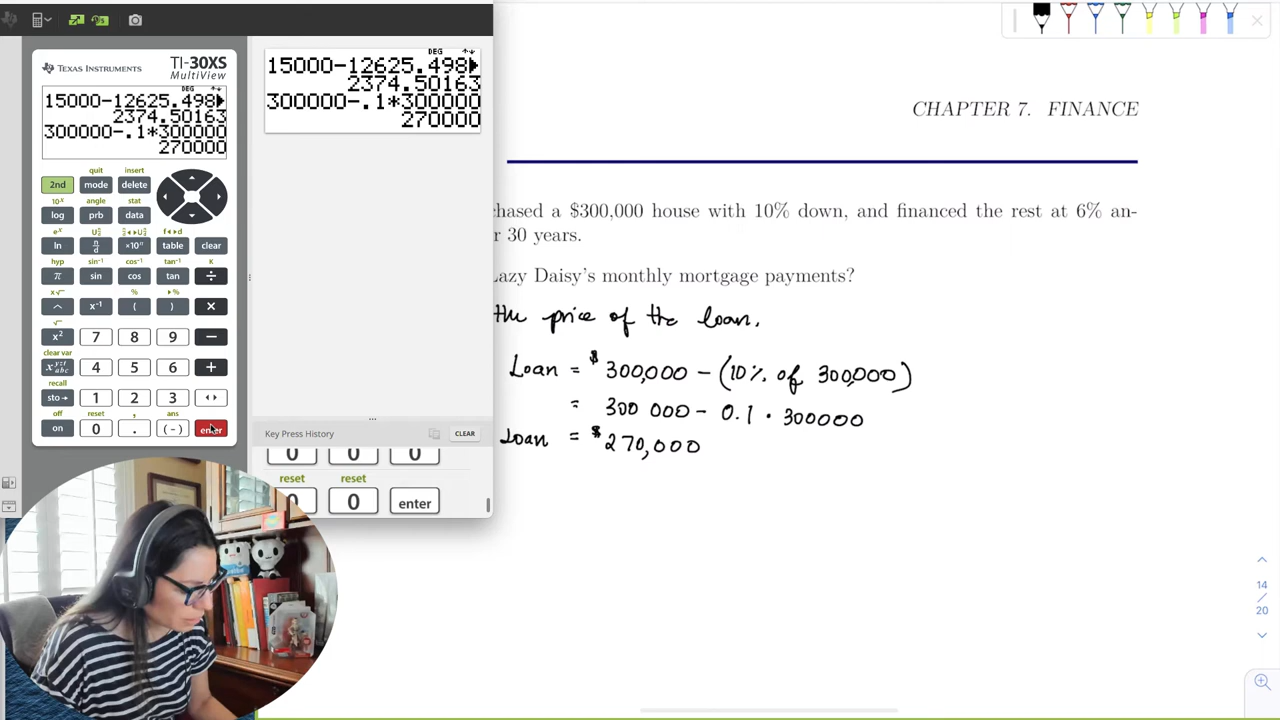 TEXAS INSTRUMENTS
TI-30XS
MultiView
DEG
15000-12625.498
2374.50163
300000-.1*300000
270000
quit insert
2nd mode delete
10ˣ angle stat
log prb data
eˣ
ln n/d ×10ⁿ table clear
hyp sin⁻¹ cos⁻¹ tan⁻¹ K
π sin cos tan ÷
x√ % ▸%
^ x⁻¹ ( ) ×
√
x² 7 8 9 −
clear var
x yzt abc 4 5 6 +
recall
sto→ 1 2 3 ◂▸
off reset , ans
on 0 . (-) enter
DEG
15000-12625.498
2374.50163
300000-.1*300000
270000
Key Press History CLEAR
0 0 0
reset reset
0 0 enter
CHAPTER 7. FINANCE
chased a $300,000 house with 10% down, and financed the rest at 6% an-
r 30 years.
Lazy Daisy's monthly mortgage payments?
the price of the loan.
Loan = $300,000 - (10% of 300,000)
= 300 000 - 0.1 · 300000
Loan = $270,000
14
/
20